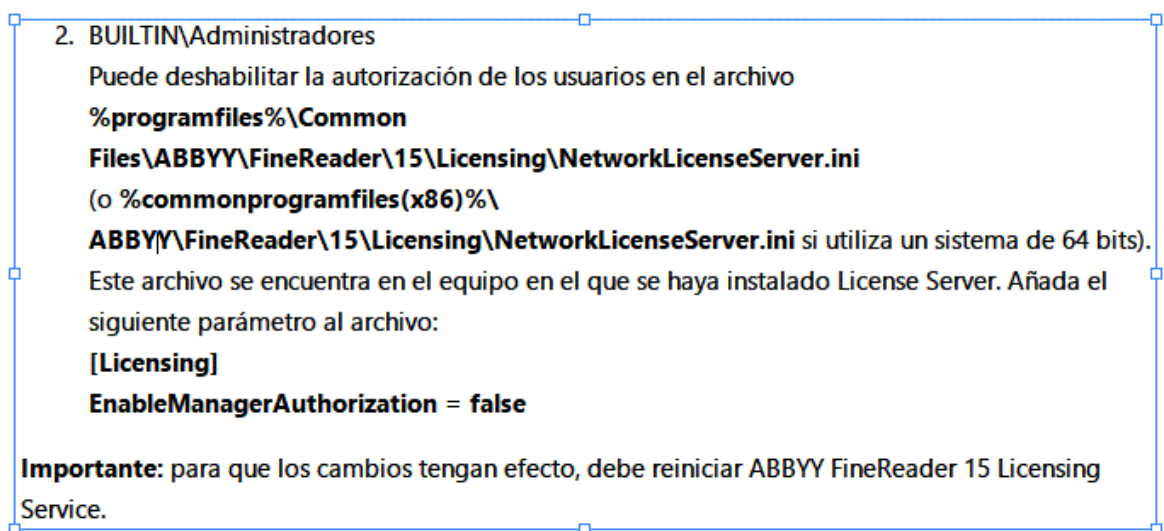 2. BUILTIN\Administradores
Puede deshabilitar la autorización de los usuarios en el archivo
%programfiles%\Common
Files\ABBYY\FineReader\15\Licensing\NetworkLicenseServer.ini
(o %commonprogramfiles(x86)%\
ABBYY\FineReader\15\Licensing\NetworkLicenseServer.ini si utiliza un sistema de 64 bits).
Este archivo se encuentra en el equipo en el que se haya instalado License Server. Añada el
siguiente parámetro al archivo:
[Licensing]
EnableManagerAuthorization = false
Importante: para que los cambios tengan efecto, debe reiniciar ABBYY FineReader 15 Licensing
Service.